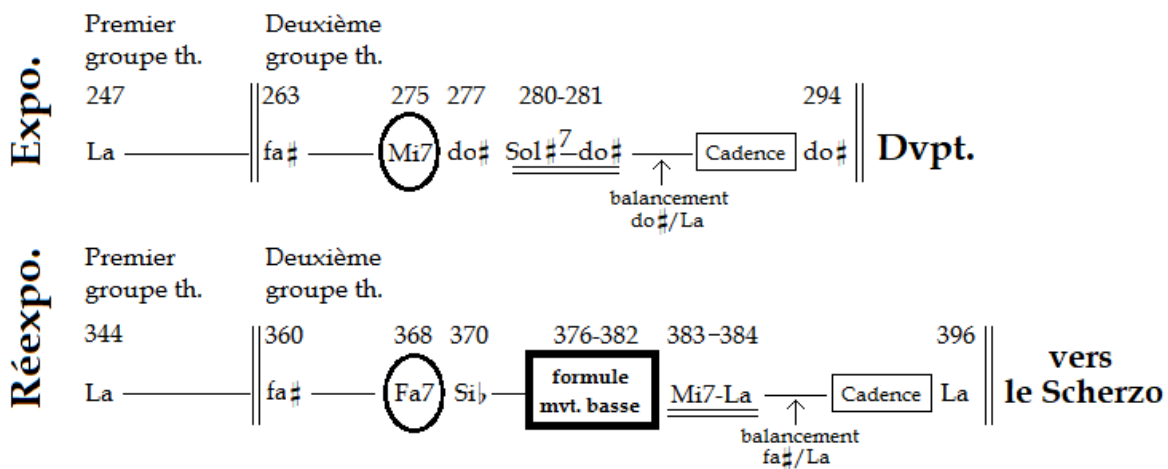 Expo.
Premier Deuxième
groupe th. groupe th.
247 263 275 277 280-281 294
La fa♯ Mi7 do♯ Sol♯7 do♯ Cadence do♯ Dvpt.
balancement
do♯/La
Réexpo.
Premier Deuxième
groupe th. groupe th.
344 360 368 370 376-382 383-384 396
La fa♯ Fa7 Si♭ formule
mvt. basse
Mi7-La Cadence La vers
le Scherzo
balancement
fa♯/La